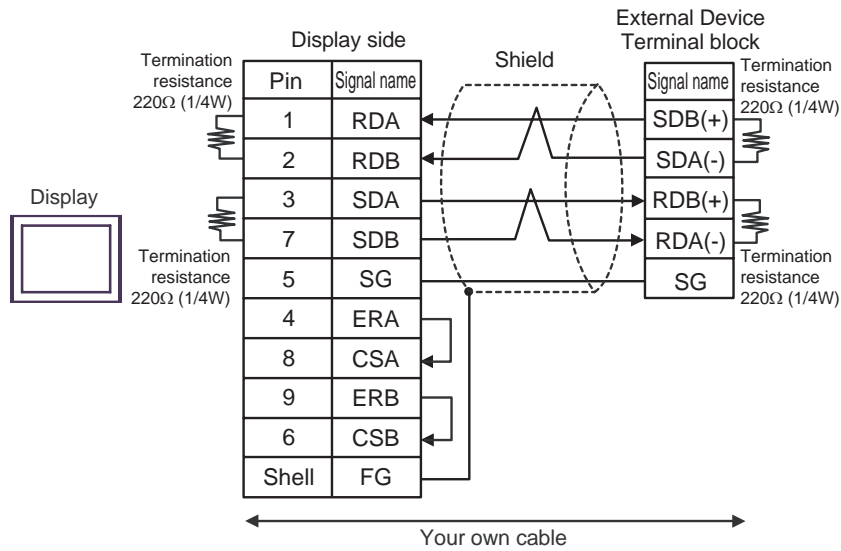 External Device
Terminal block
Display side
Shield
Termination
resistance
220Ω (1/4W)
Pin Signal name
Signal name
Termination
resistance
220Ω (1/4W)
1 RDA
SDB(+)
2 RDB
SDA(-)
Display
3 SDA
RDB(+)
7 SDB
RDA(-)
Termination
resistance
220Ω (1/4W)
5 SG
SG
Termination
resistance
220Ω (1/4W)
4 ERA
8 CSA
9 ERB
6 CSB
Shell FG
Your own cable